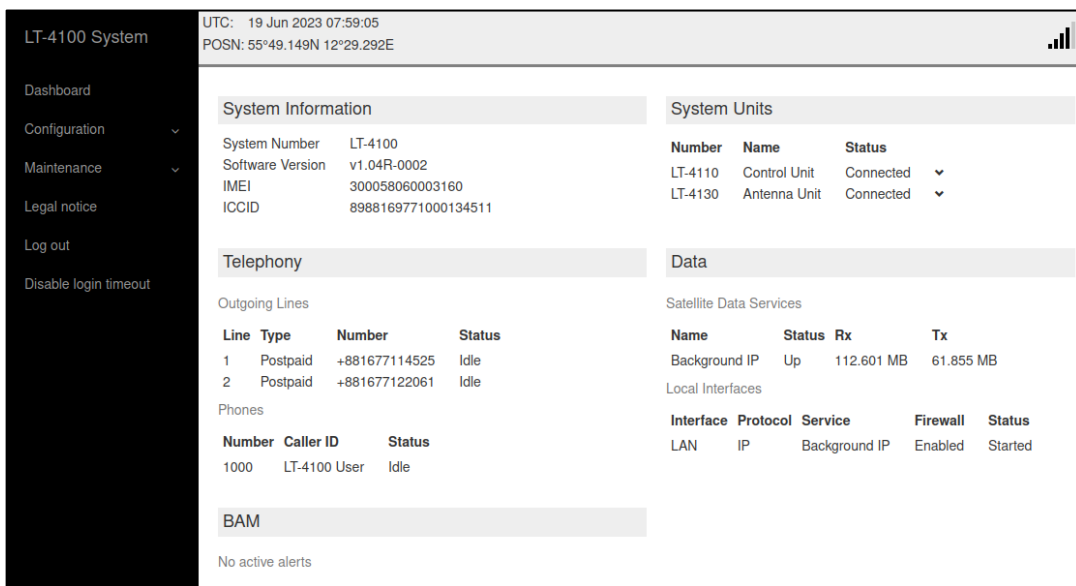 LT-4100 System
Dashboard
Configuration
Maintenance
Legal notice
Log out
Disable login timeout
UTC: 19 Jun 2023 07:59:05
POSN: 55°49.149N 12°29.292E
System Information
System Number LT-4100
Software Version v1.04R-0002
IMEI 300058060003160
ICCID 8988169771000134511
System Units
Number Name Status
LT-4110 Control Unit Connected
LT-4130 Antenna Unit Connected
Telephony
Outgoing Lines
Line Type Number Status
1 Postpaid +881677114525 Idle
2 Postpaid +881677122061 Idle
Phones
Number Caller ID Status
1000 LT-4100 User Idle
Data
Satellite Data Services
Name Status Rx Tx
Background IP Up 112.601 MB 61.855 MB
Local Interfaces
Interface Protocol Service Firewall Status
LAN IP Background IP Enabled Started
BAM
No active alerts